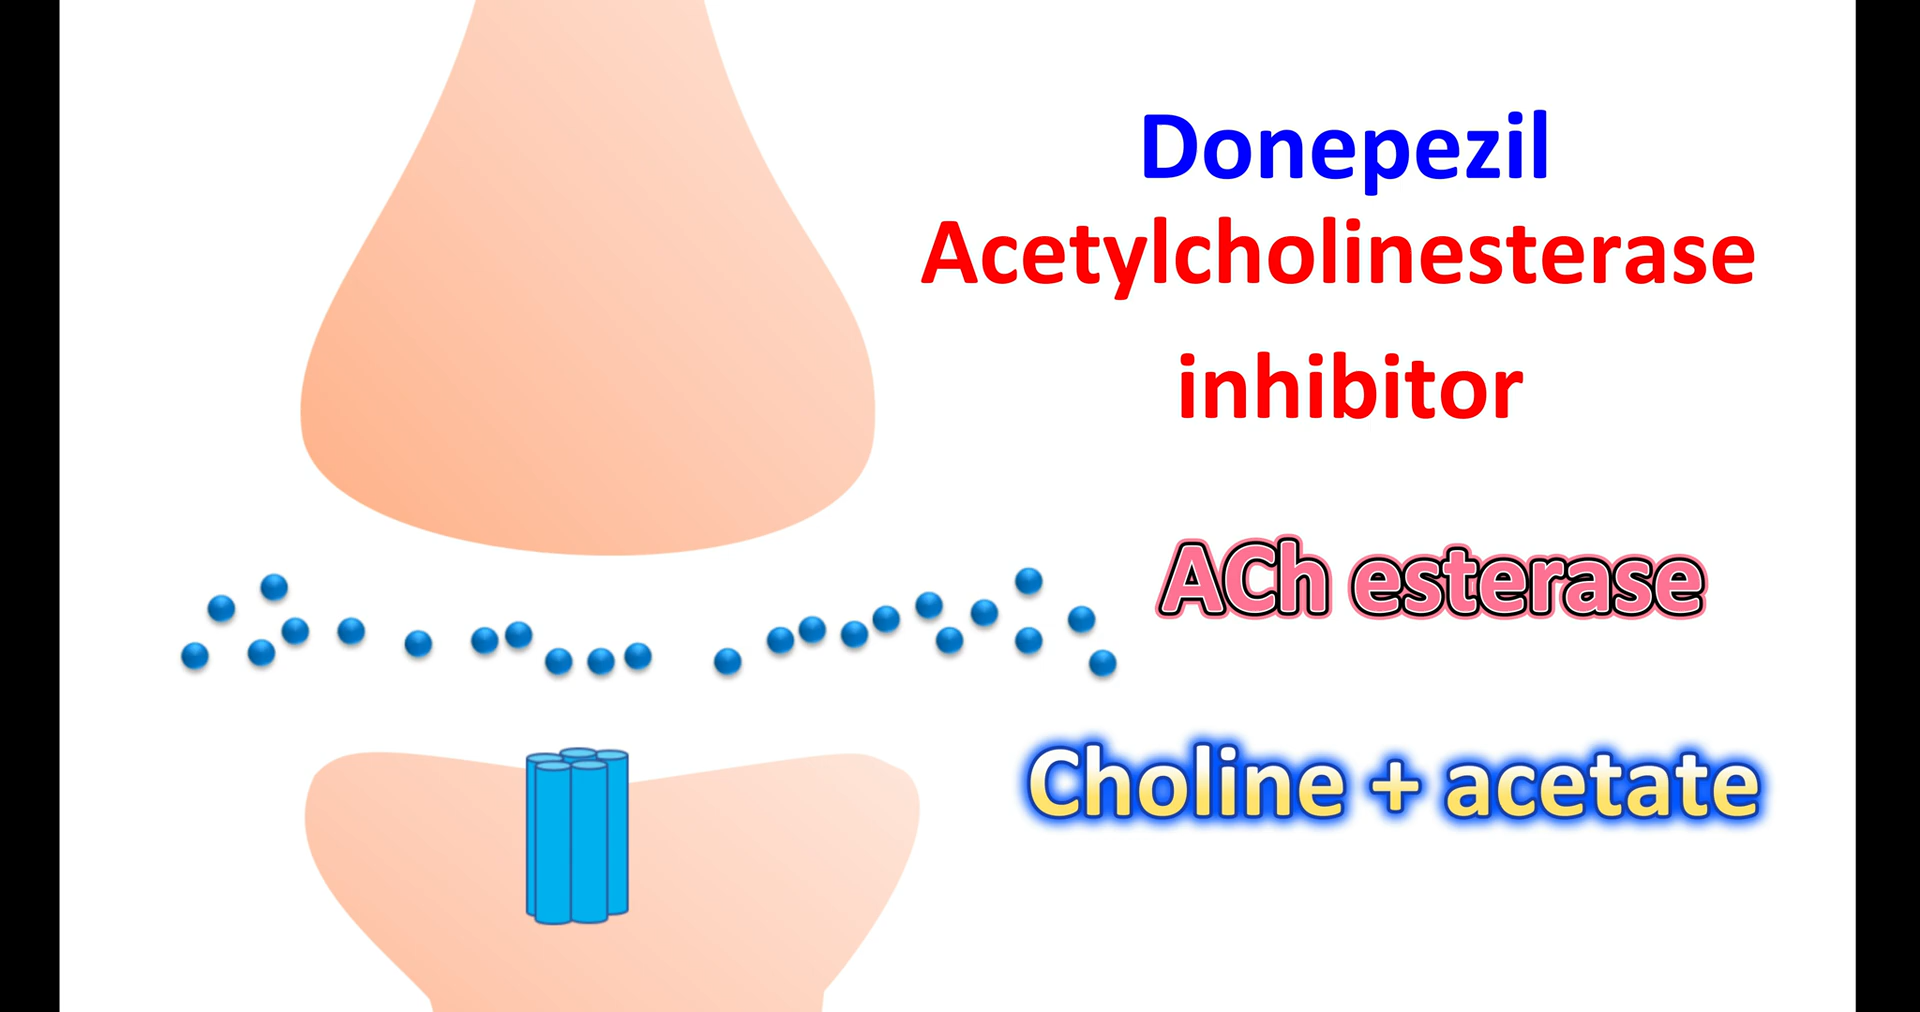 Donepezil
Acetylcholinesterase
inhibitor
ACh esterase
Choline + acetate